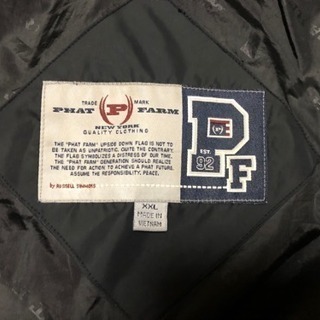 TRADE MARK
PHAT P FARM
NEW YORK
QUALITY CLOTHING
THE "PHAT FARM" UPSIDE DOWN FLAG IS NOT TO
BE TAKEN AS UNPATRIOTIC, QUITE THE CONTRARY.
THE FLAG SYMBOLIZED A DISTRESS OF OUR TIME.
THE "PHAT FARM" GENERATION SHOULD REALIZE
THE NEED FOR ACTION TO ACHIEVE A PHAT FUTURE.
ASSUME THE RESPONSIBILITY, PEACE.
by RUSSELL SIMMONS
P
EST.
92
F
XXL
MADE IN
VIETNAM